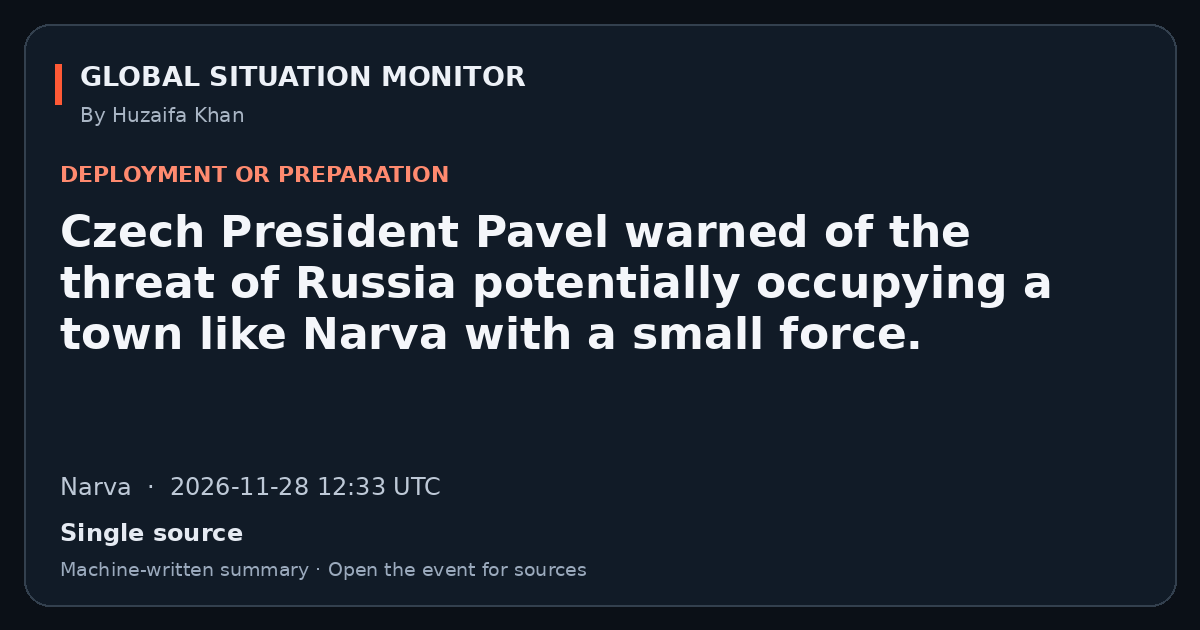 GLOBAL SITUATION MONITOR
By Huzaifa Khan
DEPLOYMENT OR PREPARATION
Czech President Pavel warned of the
threat of Russia potentially occupying a
town like Narva with a small force.
Narva · 2026-11-28 12:33 UTC
Single source
Machine-written summary · Open the event for sources